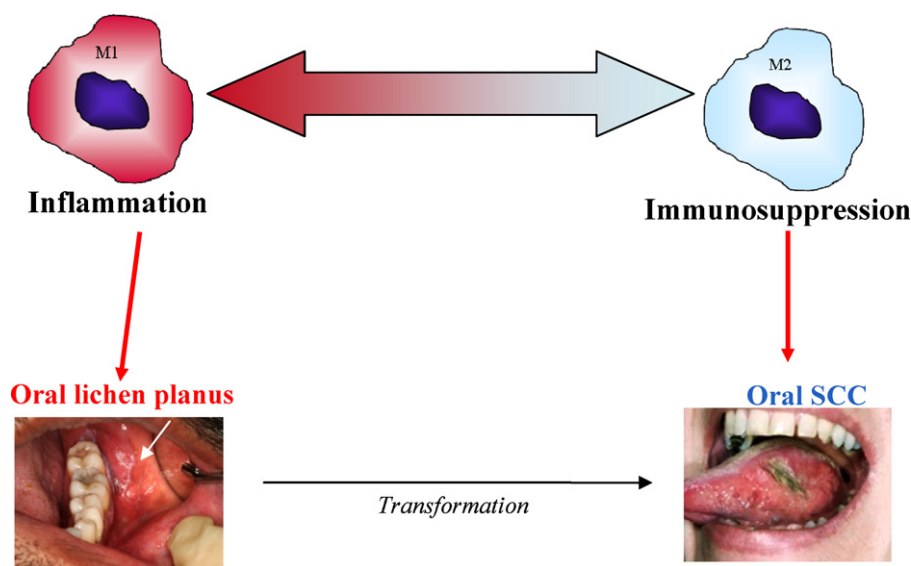 M1
M2
Inflammation
Immunosuppression
Oral lichen planus
Oral SCC
Transformation